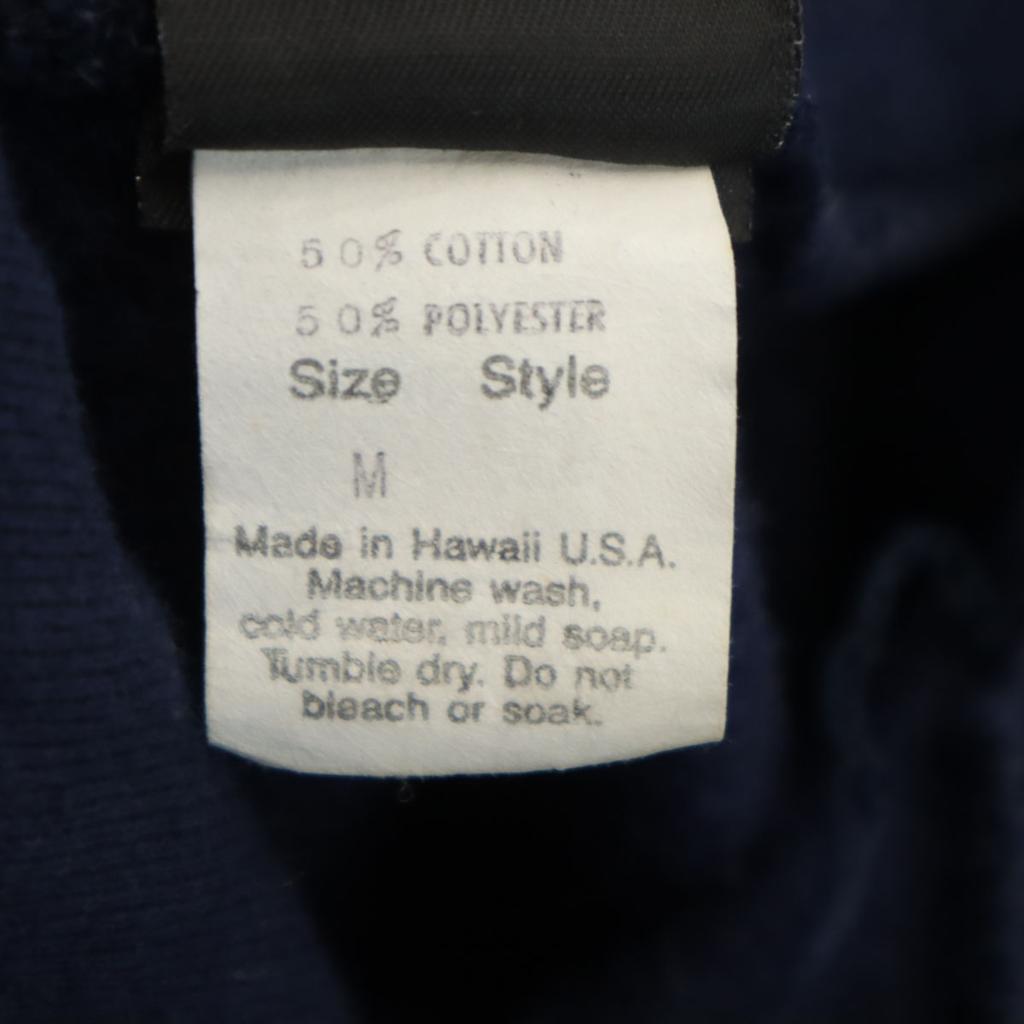 50% COTTON
50% POLYESTER
Size Style
M
Made in Hawaii U.S.A.
Machine wash,
cold water, mild soap.
Tumble dry. Do not
bleach or soak.